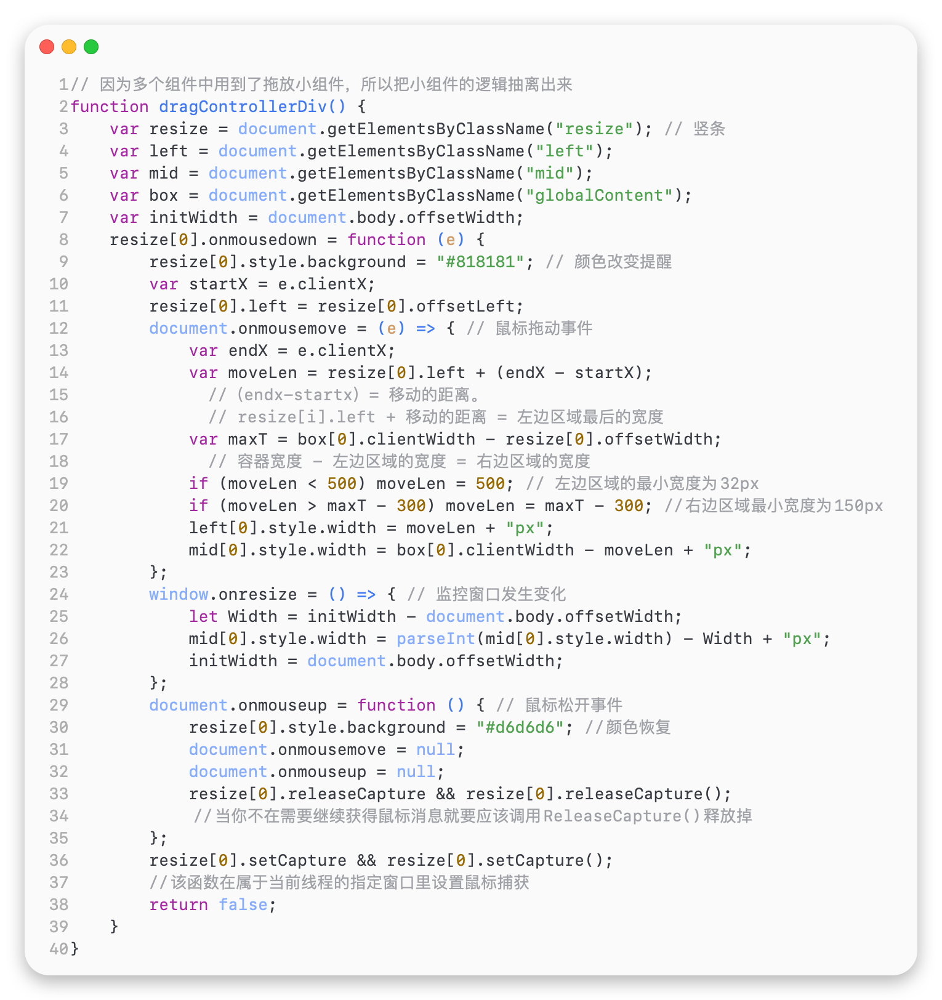 1// 因为多个组件中用到了拖放小组件，所以把小组件的逻辑抽离出来
2function dragControllerDiv() {
3    var resize = document.getElementsByClassName("resize"); // 竖条
4    var left = document.getElementsByClassName("left");
5    var mid = document.getElementsByClassName("mid");
6    var box = document.getElementsByClassName("globalContent");
7    var initWidth = document.body.offsetWidth;
8    resize[0].onmousedown = function (e) {
9        resize[0].style.background = "#818181"; // 颜色改变提醒
10        var startX = e.clientX;
11        resize[0].left = resize[0].offsetLeft;
12        document.onmousemove = (e) => { // 鼠标拖动事件
13            var endX = e.clientX;
14            var moveLen = resize[0].left + (endX - startX);
15              //（endx-startx）= 移动的距离。
16              // resize[i].left + 移动的距离 = 左边区域最后的宽度
17            var maxT = box[0].clientWidth - resize[0].offsetWidth;
18              // 容器宽度 - 左边区域的宽度 = 右边区域的宽度
19            if (moveLen < 500) moveLen = 500; // 左边区域的最小宽度为32px
20            if (moveLen > maxT - 300) moveLen = maxT - 300; //右边区域最小宽度为150px
21            left[0].style.width = moveLen + "px";
22            mid[0].style.width = box[0].clientWidth - moveLen + "px";
23        };
24        window.onresize = () => { // 监控窗口发生变化
25            let Width = initWidth - document.body.offsetWidth;
26            mid[0].style.width = parseInt(mid[0].style.width) - Width + "px";
27            initWidth = document.body.offsetWidth;
28        };
29        document.onmouseup = function () { // 鼠标松开事件
30            resize[0].style.background = "#d6d6d6"; //颜色恢复
31            document.onmousemove = null;
32            document.onmouseup = null;
33            resize[0].releaseCapture && resize[0].releaseCapture();
34            //当你不在需要继续获得鼠标消息就要应该调用ReleaseCapture()释放掉
35        };
36        resize[0].setCapture && resize[0].setCapture();
37        //该函数在属于当前线程的指定窗口里设置鼠标捕获
38        return false;
39    }
40}